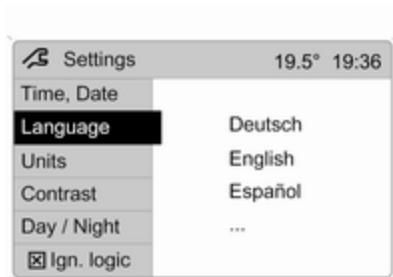 Settings 19.5° 19:36
Time, Date
Language Deutsch
Units English
Contrast Español
Day / Night ...
Ign. logic